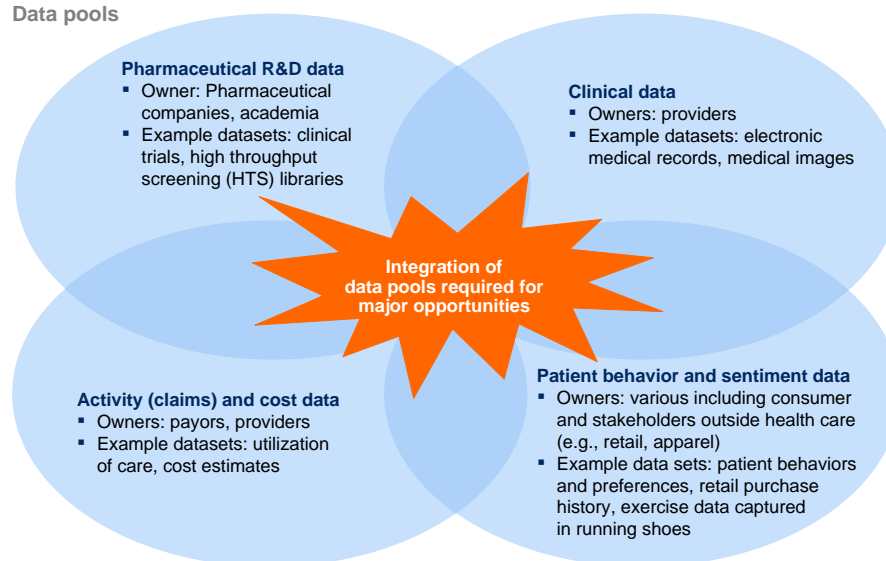 Data pools
Pharmaceutical R&D data
▪ Owner: Pharmaceutical
companies, academia
▪ Example datasets: clinical
trials, high throughput
screening (HTS) libraries
Clinical data
▪ Owners: providers
▪ Example datasets: electronic
medical records, medical images
Integration of
data pools required for
major opportunities
Activity (claims) and cost data
▪ Owners: payors, providers
▪ Example datasets: utilization
of care, cost estimates
Patient behavior and sentiment data
▪ Owners: various including consumer
and stakeholders outside health care
(e.g., retail, apparel)
▪ Example data sets: patient behaviors
and preferences, retail purchase
history, exercise data captured
in running shoes